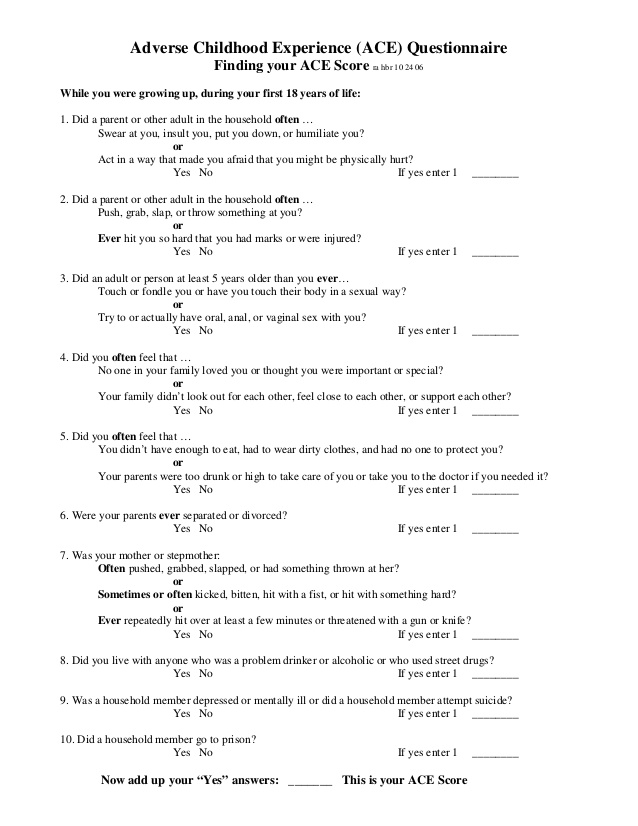 Adverse Childhood Experience (ACE) Questionnaire
Finding your ACE Score ra hbr 10 24 06
While you were growing up, during your first 18 years of life:
1. Did a parent or other adult in the household often …
Swear at you, insult you, put you down, or humiliate you?
or
Act in a way that made you afraid that you might be physically hurt?
Yes No If yes enter 1 ________
2. Did a parent or other adult in the household often …
Push, grab, slap, or throw something at you?
or
Ever hit you so hard that you had marks or were injured?
Yes No If yes enter 1 ________
3. Did an adult or person at least 5 years older than you ever…
Touch or fondle you or have you touch their body in a sexual way?
or
Try to or actually have oral, anal, or vaginal sex with you?
Yes No If yes enter 1 ________
4. Did you often feel that …
No one in your family loved you or thought you were important or special?
or
Your family didn’t look out for each other, feel close to each other, or support each other?
Yes No If yes enter 1 ________
5. Did you often feel that …
You didn’t have enough to eat, had to wear dirty clothes, and had no one to protect you?
or
Your parents were too drunk or high to take care of you or take you to the doctor if you needed it?
Yes No If yes enter 1 ________
6. Were your parents ever separated or divorced?
Yes No If yes enter 1 ________
7. Was your mother or stepmother:
Often pushed, grabbed, slapped, or had something thrown at her?
or
Sometimes or often kicked, bitten, hit with a fist, or hit with something hard?
or
Ever repeatedly hit over at least a few minutes or threatened with a gun or knife?
Yes No If yes enter 1 ________
8. Did you live with anyone who was a problem drinker or alcoholic or who used street drugs?
Yes No If yes enter 1 ________
9. Was a household member depressed or mentally ill or did a household member attempt suicide?
Yes No If yes enter 1 ________
10. Did a household member go to prison?
Yes No If yes enter 1 ________
Now add up your “Yes” answers: _______ This is your ACE Score